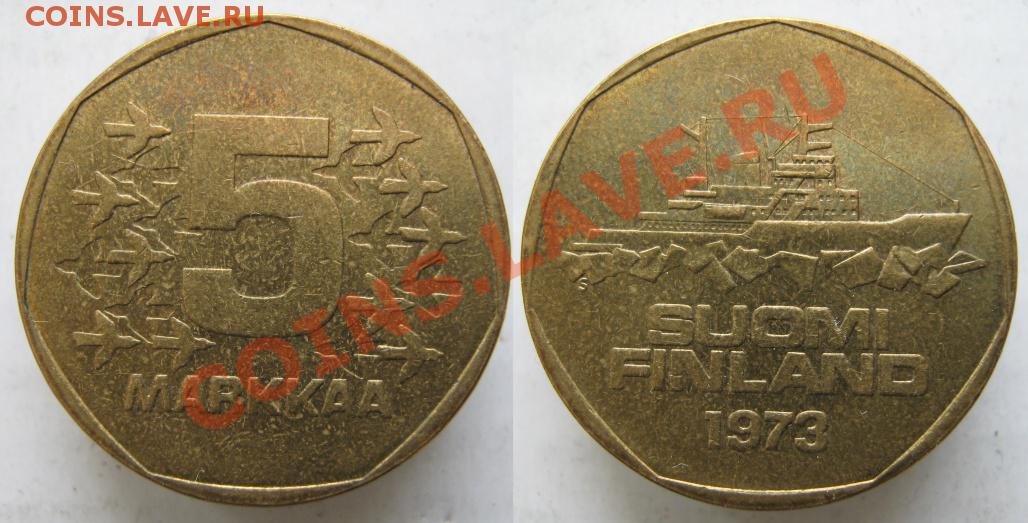 COINS.LAVE.RU
5
MARKKAA
COINS.LAVE.RU
S
SUOMI
FINLAND
1973